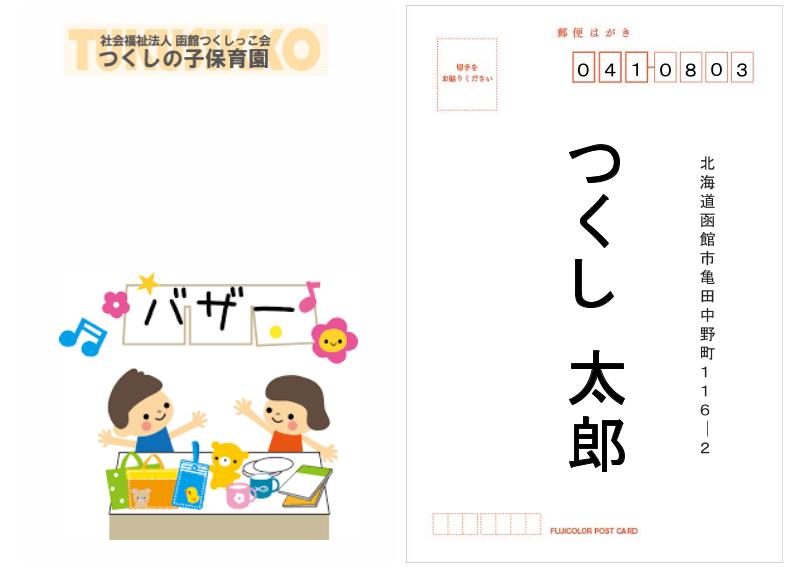 TUKUSIKKO
社会福祉法人 函館つくしっこ会
つくしの子保育園
バザー
郵便はがき
切手を
お貼りください
041-0803
北海道函館市亀田中野町116—2
つくし 太郎
FUJICOLOR POST CARD